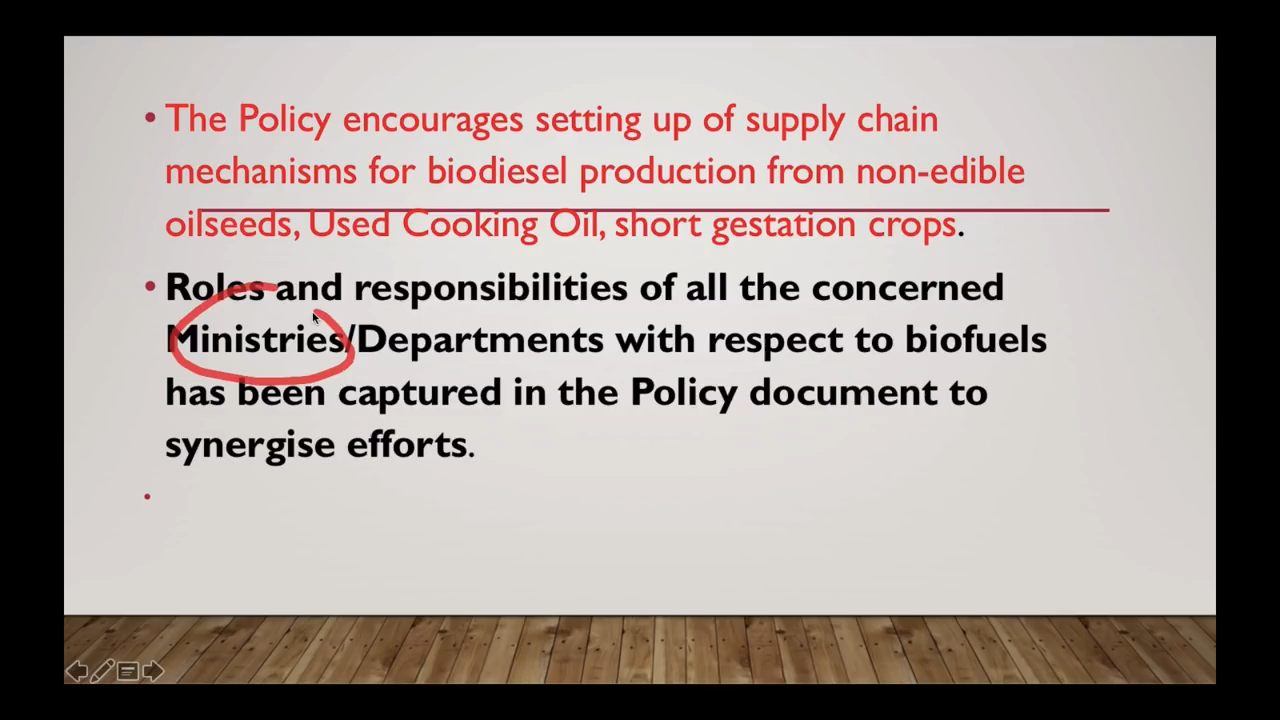 • The Policy encourages setting up of supply chain
mechanisms for biodiesel production from non-edible
oilseeds, Used Cooking Oil, short gestation crops.
• Roles and responsibilities of all the concerned
Ministries/Departments with respect to biofuels
has been captured in the Policy document to
synergise efforts.
•